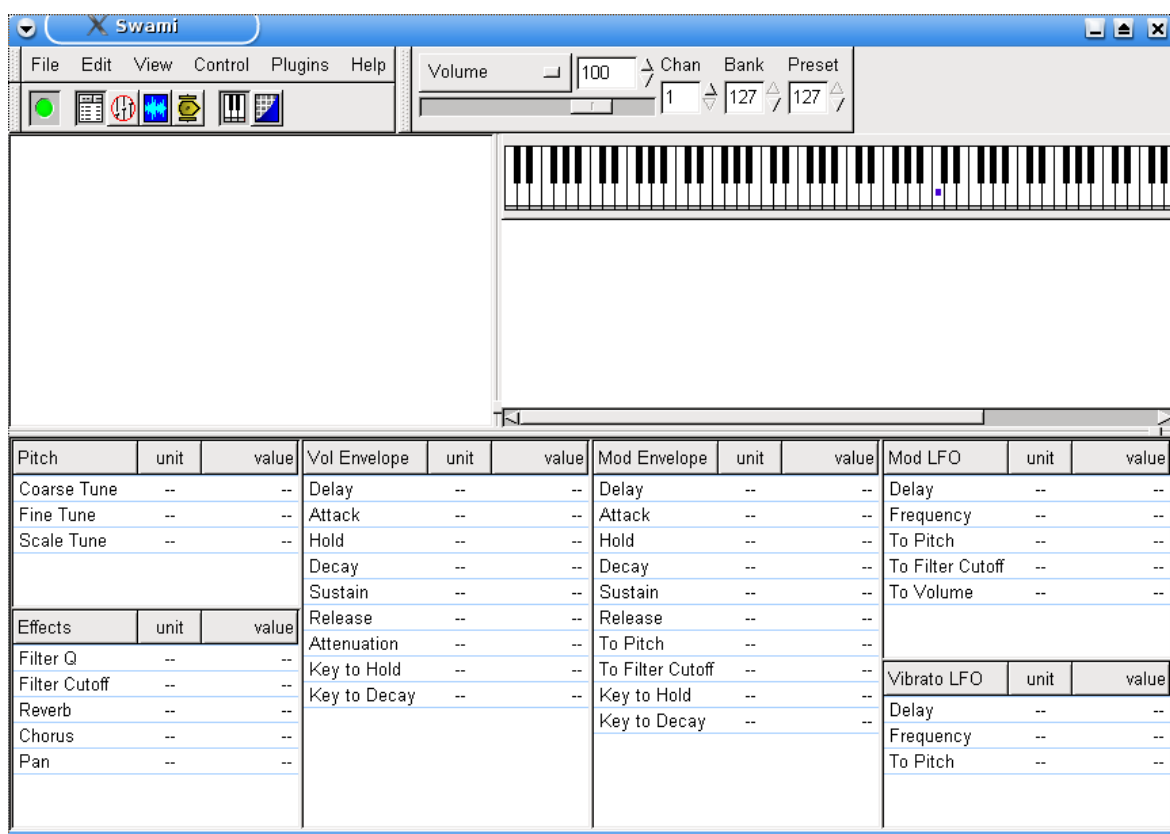 Swami
File Edit View Control Plugins Help
Volume 100 Chan Bank Preset
1 127 127
Pitch unit value
Coarse Tune -- --
Fine Tune -- --
Scale Tune -- --
Effects unit value
Filter Q -- --
Filter Cutoff -- --
Reverb -- --
Chorus -- --
Pan -- --
Vol Envelope unit value
Delay -- --
Attack -- --
Hold -- --
Decay -- --
Sustain -- --
Release -- --
Attenuation -- --
Key to Hold -- --
Key to Decay -- --
Mod Envelope unit value
Delay -- --
Attack -- --
Hold -- --
Decay -- --
Sustain -- --
Release -- --
To Pitch -- --
To Filter Cutoff -- --
Key to Hold -- --
Key to Decay -- --
Mod LFO unit value
Delay -- --
Frequency -- --
To Pitch -- --
To Filter Cutoff -- --
To Volume -- --
Vibrato LFO unit value
Delay -- --
Frequency -- --
To Pitch -- --